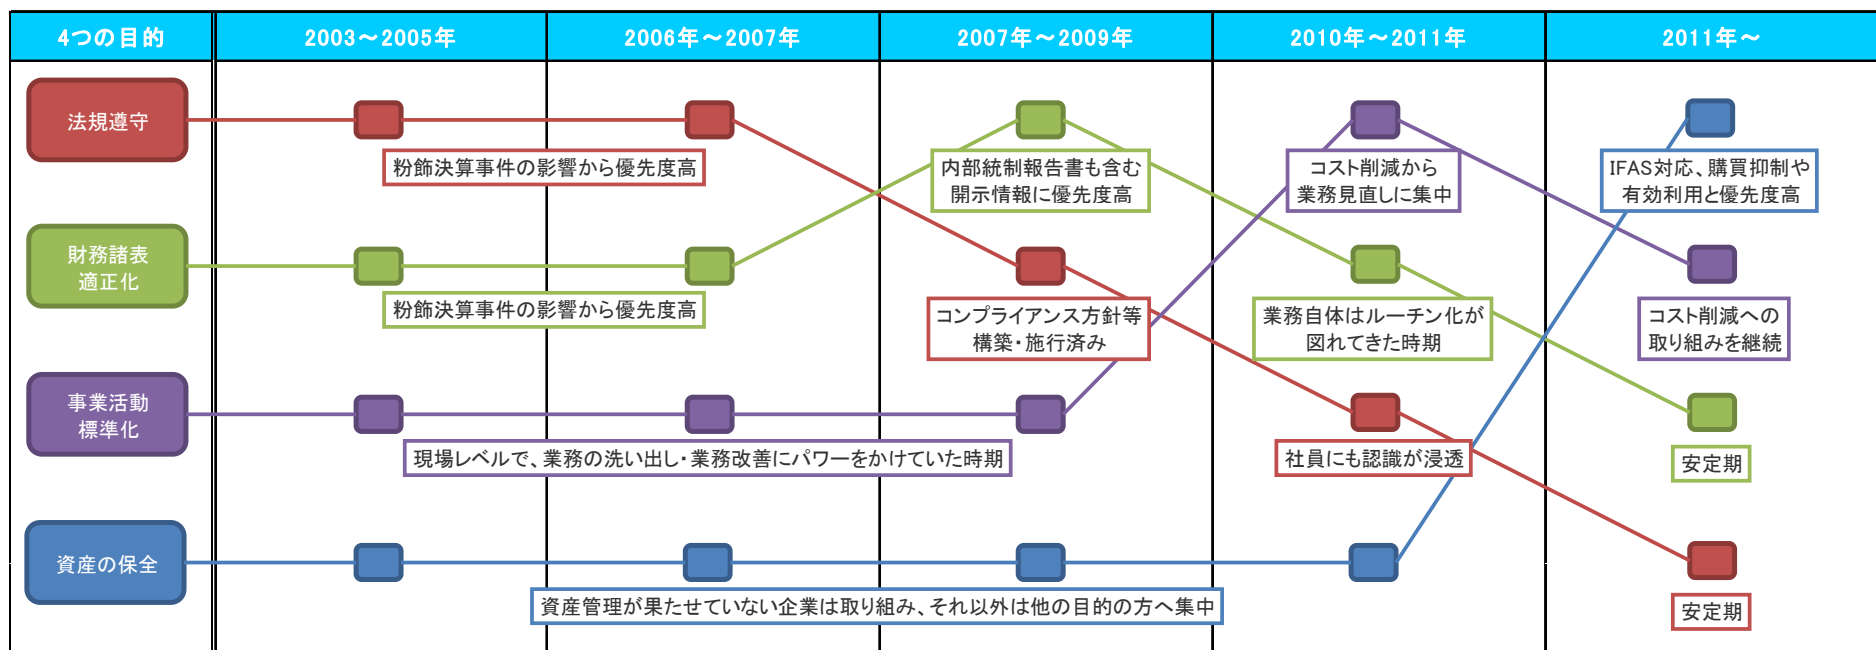 4つの目的
2003～2005年
2006年～2007年
2007年～2009年
2010年～2011年
2011年～
法規遵守
粉飾決算事件の影響から優先度高
内部統制報告書も含む
開示情報に優先度高
コスト削減から
業務見直しに集中
IFAS対応、購買抑制や
有効利用と優先度高
財務諸表
適正化
粉飾決算事件の影響から優先度高
コンプライアンス方針等
構築・施行済み
業務自体はルーチン化が
図れてきた時期
コスト削減への
取り組みを継続
事業活動
標準化
現場レベルで、業務の洗い出し・業務改善にパワーをかけていた時期
社員にも認識が浸透
安定期
資産の保全
資産管理が果たせていない企業は取り組み、それ以外は他の目的の方へ集中
安定期